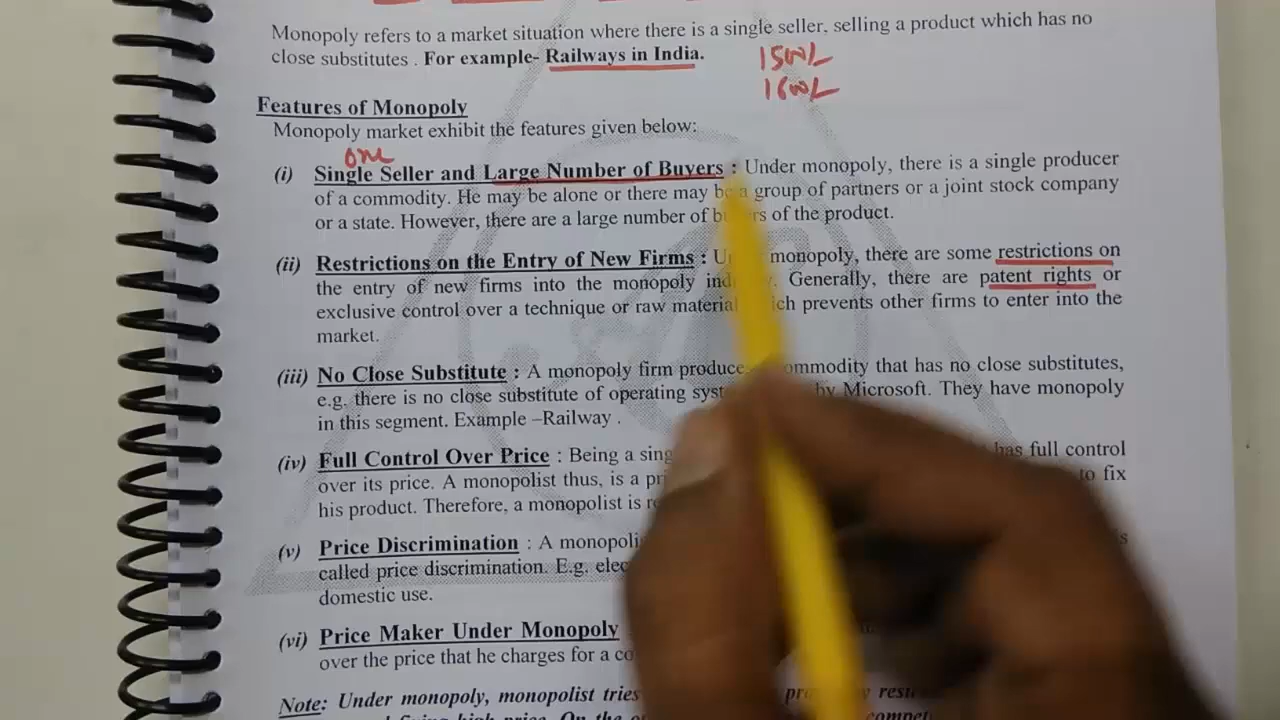 Monopoly refers to a market situation where there is a single seller, selling a product which has no
close substitutes . For example- Railways in India.
1500L
1600L
Features of Monopoly
Monopoly market exhibit the features given below:
one
(i) Single Seller and Large Number of Buyers : Under monopoly, there is a single producer
of a commodity. He may be alone or there may be a group of partners or a joint stock company
or a state. However, there are a large number of of the product.
(ii) Restrictions on the Entry of New Firms : monopoly, there are some restrictions on
the entry of new firms into the monopoly Generally, there are patent rights or
exclusive control over a technique or raw material prevents other firms to enter into the
market.
(iii) No Close Substitute : A monopoly firm commodity that has no close substitutes,
e.g. there is no close substitute of operating by Microsoft. They have monopoly
in this segment. Example –Railway .
(iv) Full Control Over Price : Being a has full control
over its price. A monopolist thus, is a to fix
his product. Therefore, a monopolist is
(v) Price Discrimination : A
called price discrimination. E.g.
domestic use.
(vi) Price Maker Under Monopoly
over the price that he charges for a
Note: Under monopoly, monopolist tries